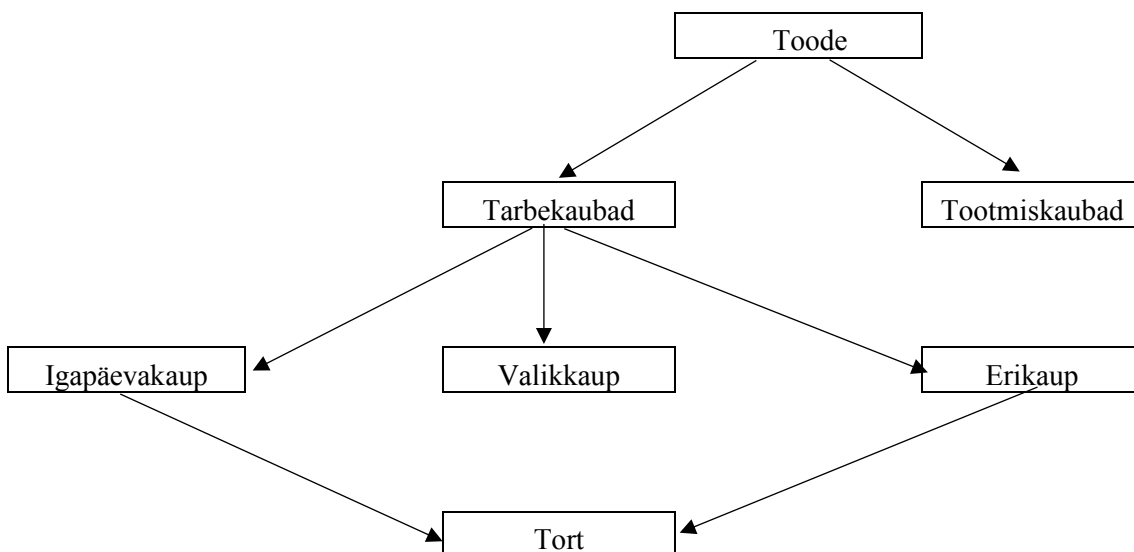 Toode
Tarbekaubad
Tootmiskaubad
Igapäevakaup
Valikkaup
Erikaup
Tort